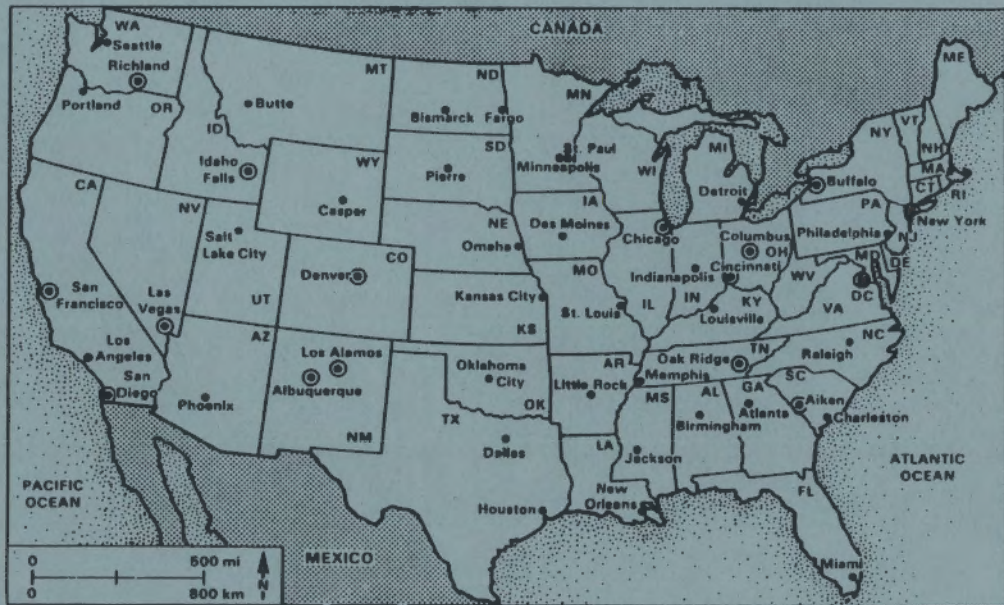 CANADA
WA
Seattle
Richland
Portland
OR
MT
Butte
ID
Idaho
Falls
ND
Bismarck
Fargo
MN
St. Paul
Minneapolis
SD
Pierre
WY
Casper
WI
MI
Detroit
ME
VT
NH
NY
MA
CT
RI
Buffalo
New York
PA
Philadelphia
NJ
MD
DE
DC
CA
NV
Salt
Lake City
UT
San
Francisco
Las
Vegas
Los
Angeles
San
Diego
CO
Denver
NE
Omaha
IA
Des Moines
Chicago
Columbus
OH
Indianapolis
Cincinnati
WV
VA
Kansas City
KS
MO
St. Louis
IL
IN
KY
Louisville
AZ
Phoenix
Los Alamos
Albuquerque
NM
Oklahoma
City
OK
TX
Dallas
Houston
AR
Little Rock
TN
Oak Ridge
Memphis
NC
Raleigh
SC
Aiken
Charleston
MS
Jackson
AL
Birmingham
GA
Atlanta
LA
New
Orleans
FL
Miami
PACIFIC
OCEAN
ATLANTIC
OCEAN
MEXICO
0 500 mi
0 800 km
N